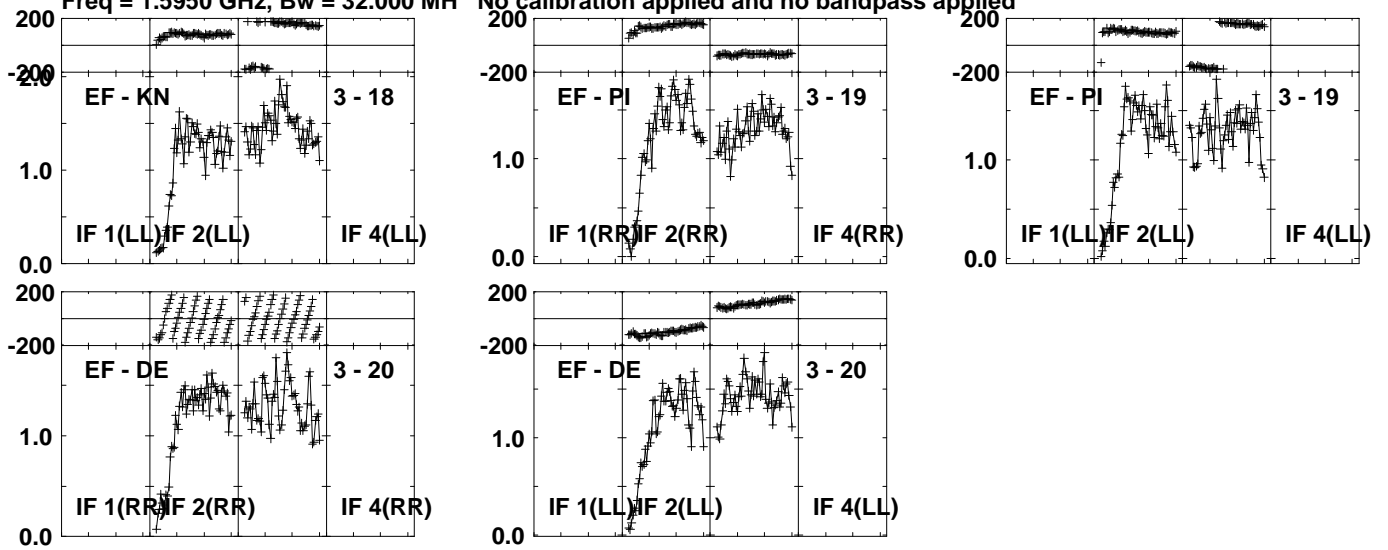 Freq = 1.5950 GHz, Bw = 32.000 MH No calibration applied and no bandpass applied
200
-200
2.0
EF - KN 3 - 18
1.0
IF 1(LL) IF 2(LL) IF 4(LL)
0.0
200
-200
EF - PI 3 - 19
1.0
IF 1(RR) IF 2(RR) IF 4(RR)
0.0
200
-200
EF - PI 3 - 19
1.0
IF 1(LL) IF 2(LL) IF 4(LL)
0.0
200
-200
EF - DE 3 - 20
1.0
IF 1(RR) IF 2(RR) IF 4(RR)
0.0
200
-200
EF - DE 3 - 20
1.0
IF 1(LL) IF 2(LL) IF 4(LL)
0.0